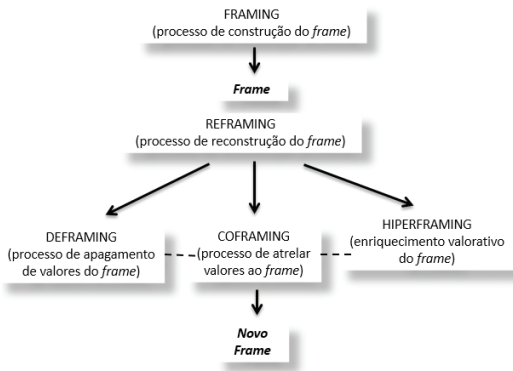 FRAMING
(processo de construção do frame)
Frame
REFRAMING
(processo de reconstrução do frame)
DEFRAMING
(processo de apagamento
de valores do frame)
COFRAMING
(processo de atrelar
valores ao frame)
HIPERFRAMING
(enriquecimento valorativo
do frame)
Novo
Frame